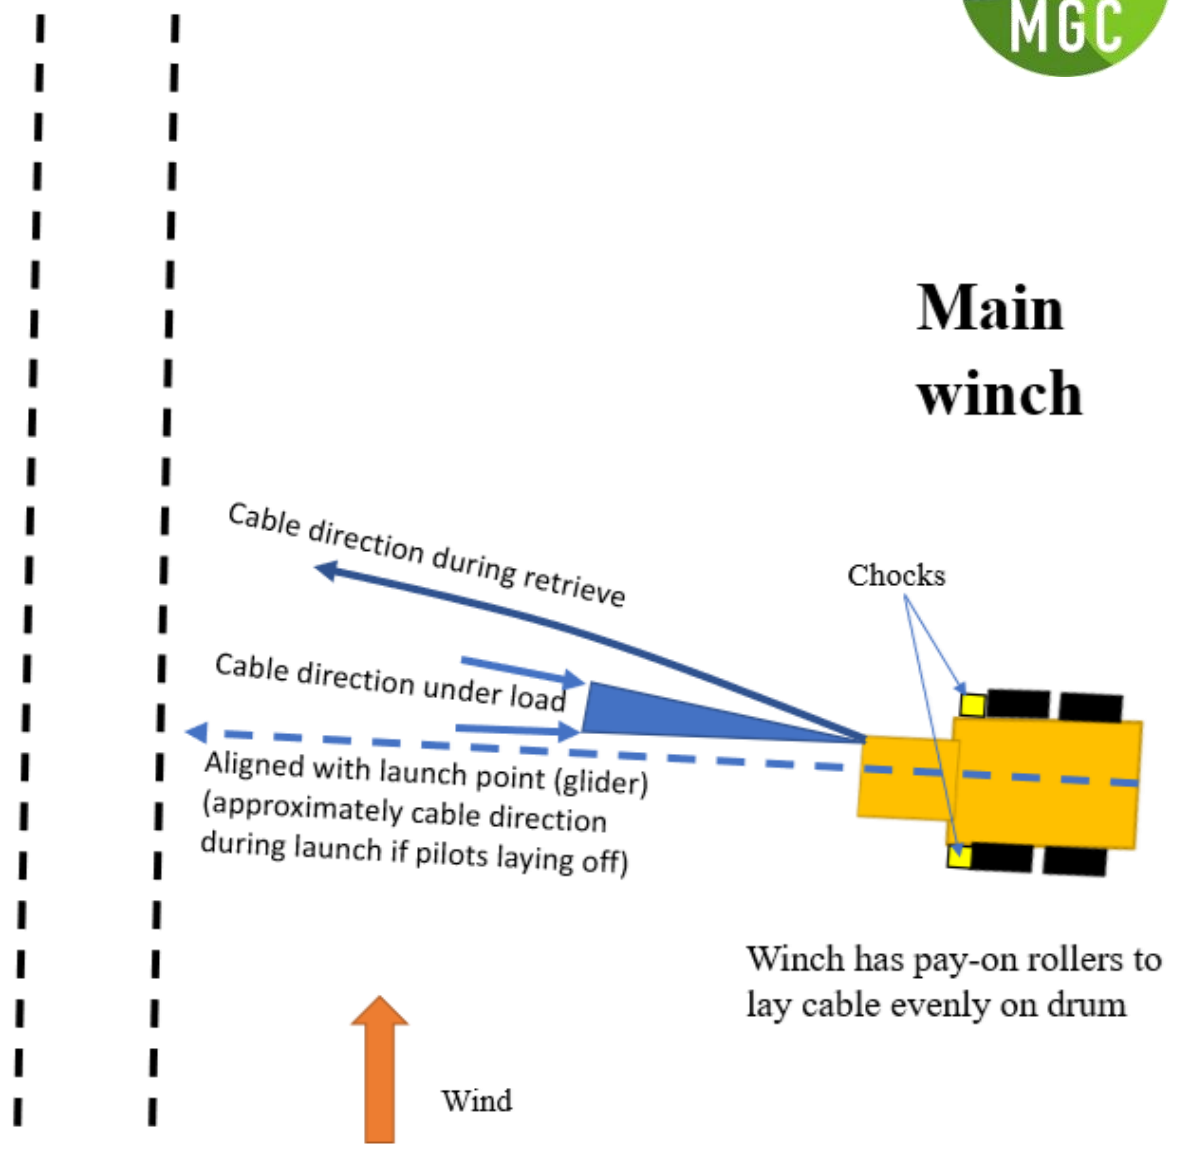 MGC
Main
winch
Cable direction during retrieve
Chocks
Cable direction under load
Aligned with launch point (glider)
(approximately cable direction
during launch if pilots laying off)
Winch has pay-on rollers to
lay cable evenly on drum
Wind